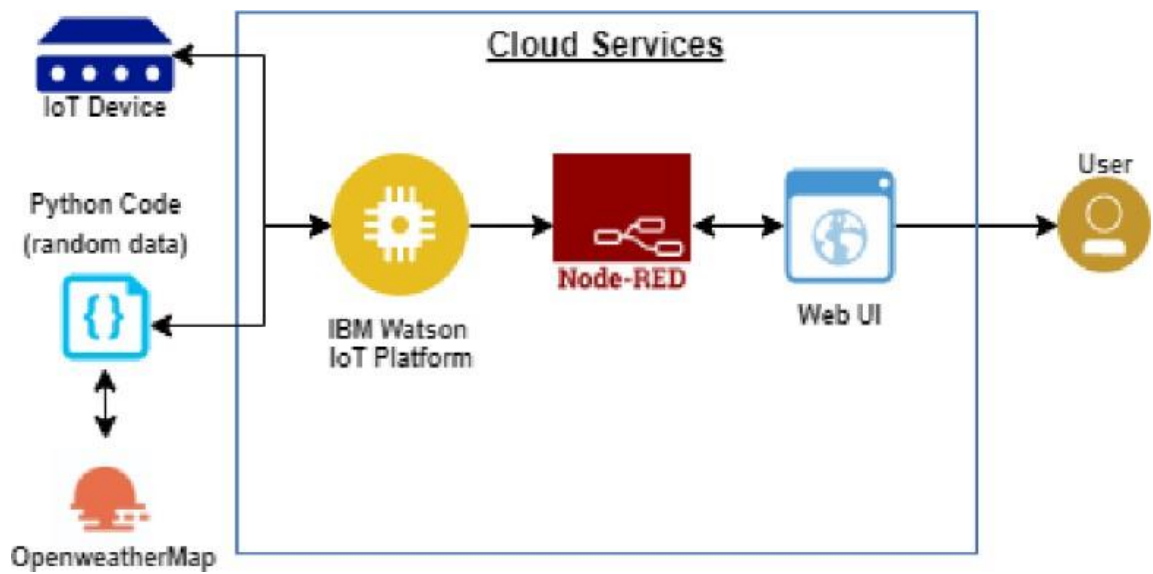 Cloud Services
IoT Device
Python Code
(random data)
{}
OpenweatherMap
IBM Watson
IoT Platform
Node-RED
Web UI
User